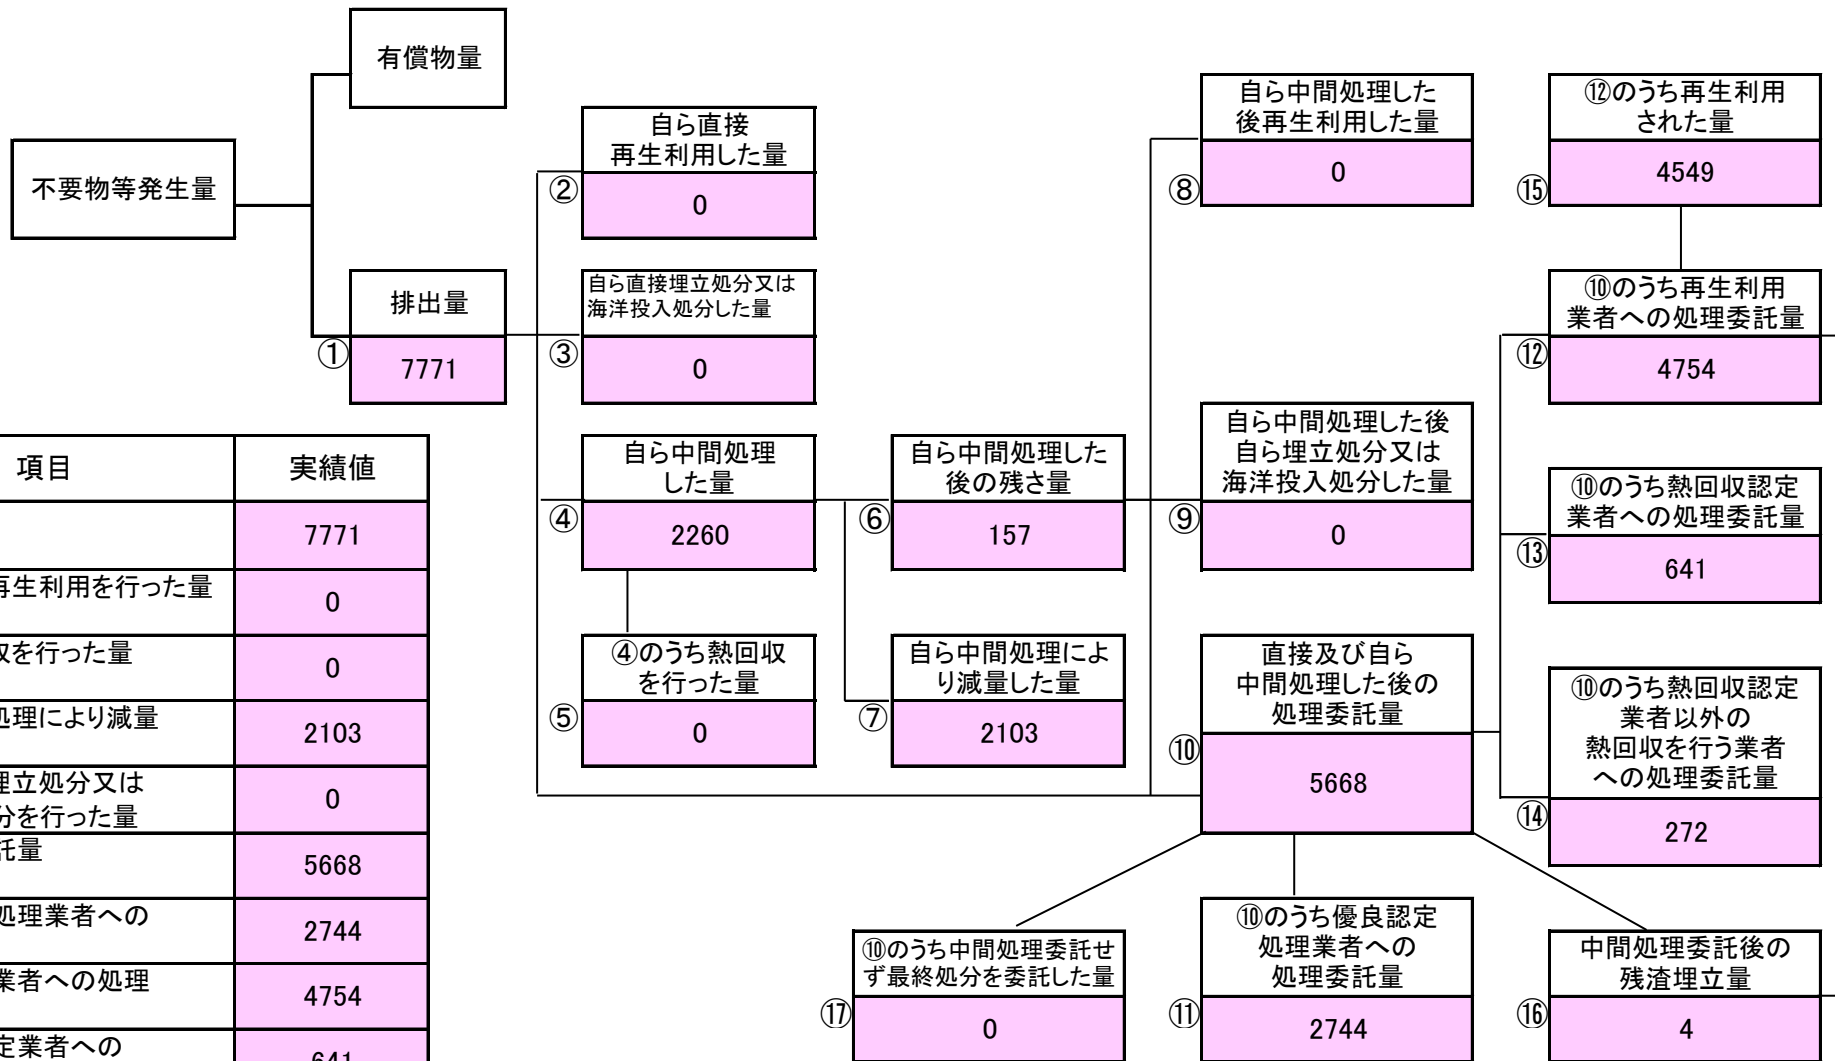 有償物量
不要物等発生量
排出量
①
7771
自ら直接
再生利用した量
②
0
自ら直接埋立処分又は
海洋投入処分した量
③
0
自ら中間処理
した量
④
2260
④のうち熱回収
を行った量
⑤
0
自ら中間処理した
後の残さ量
⑥
157
自ら中間処理によ
り減量した量
⑦
2103
自ら中間処理した
後再生利用した量
⑧
0
自ら中間処理した後
自ら埋立処分又は
海洋投入処分した量
⑨
0
直接及び自ら
中間処理した後の
処理委託量
⑩
5668
⑫のうち再生利用
された量
⑮
4549
⑩のうち再生利用
業者への処理委託量
⑫
4754
⑩のうち熱回収認定
業者への処理委託量
⑬
641
⑩のうち熱回収認定
業者以外の
熱回収を行う業者
への処理委託量
⑭
272
⑩のうち中間処理委託せ
ず最終処分を委託した量
⑰
0
⑩のうち優良認定
処理業者への
処理委託量
⑪
2744
中間処理委託後の
残渣埋立量
⑯
4
項目 実績値
7771
再生利用を行った量
0
収を行った量
0
処理により減量
2103
埋立処分又は
分を行った量
0
託量
5668
処理業者への
2744
業者への処理
4754
定業者への
641